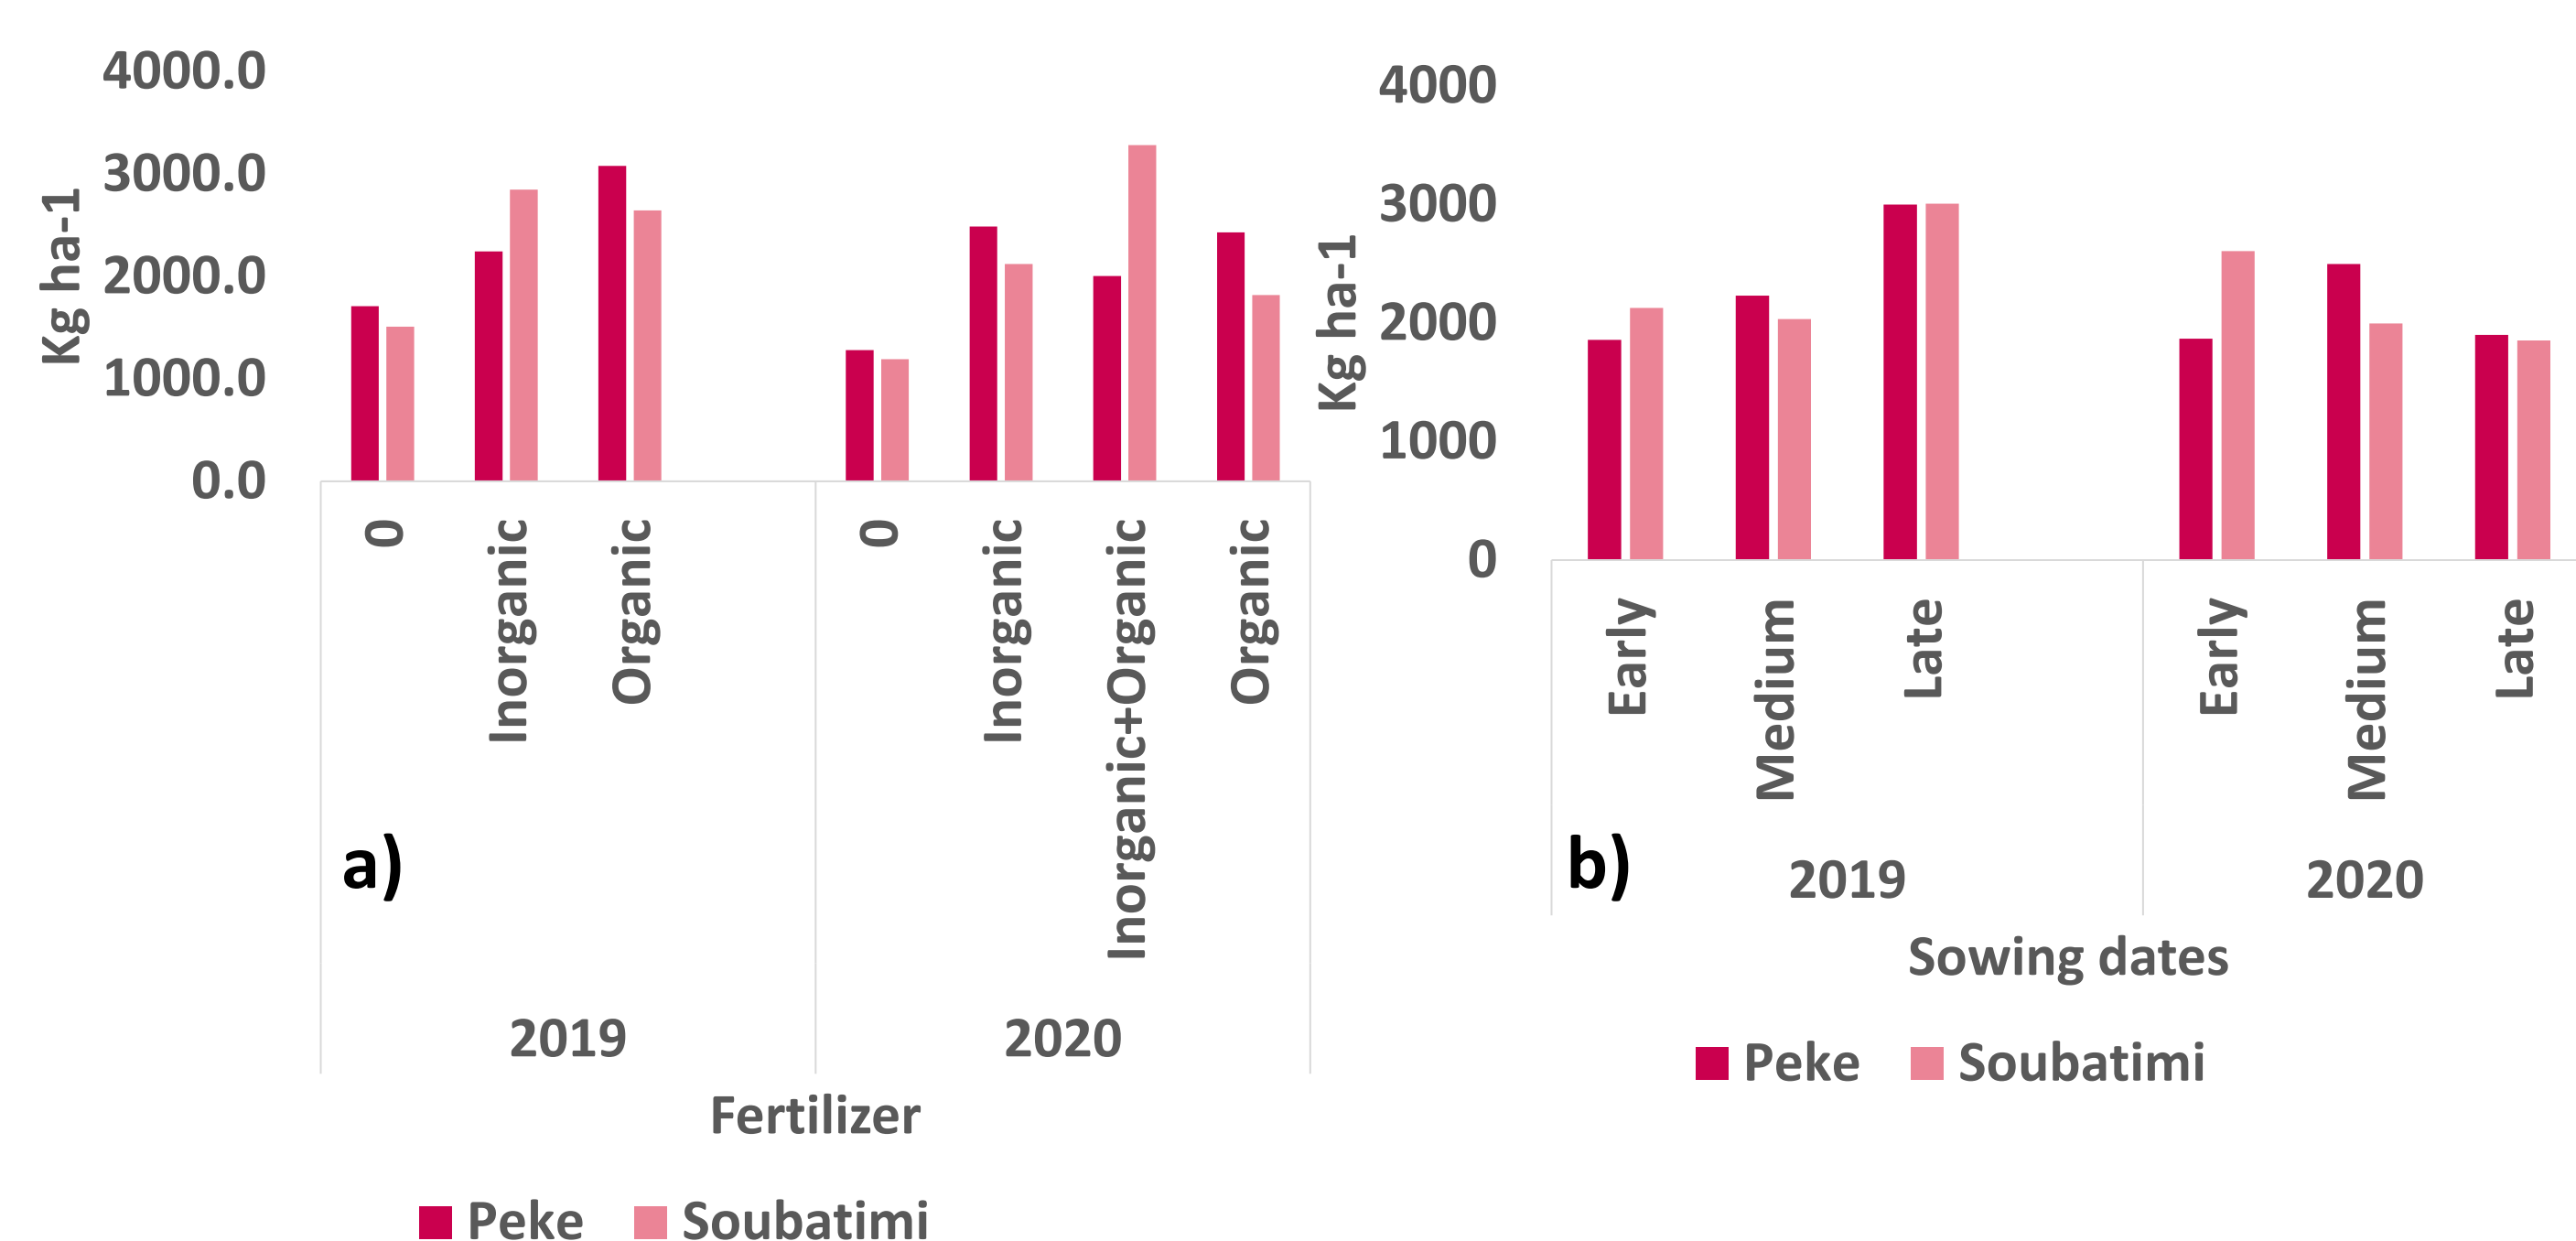 4000.0
3000.0
2000.0
1000.0
0.0
Kg ha-1
0
Inorganic
Organic
0
Inorganic
Inorganic+Organic
Organic
a)
2019
2020
Fertilizer
Peke
Soubatimi
4000
3000
2000
1000
0
Kg ha-1
Early
Medium
Late
Early
Medium
Late
b)
2019
2020
Sowing dates
Peke
Soubatimi